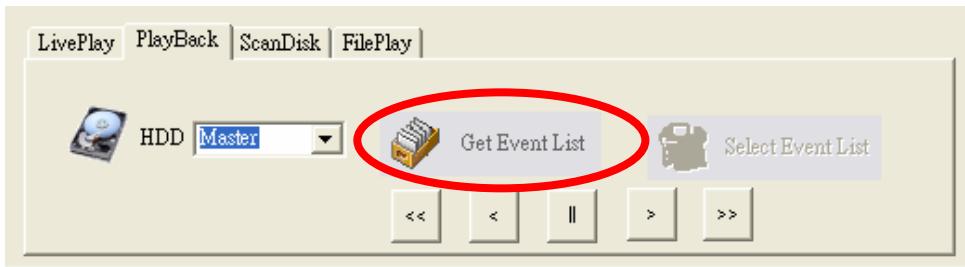 LivePlay PlayBack ScanDisk FilePlay
HDD Master Get Event List Select Event List
<< < || > >>